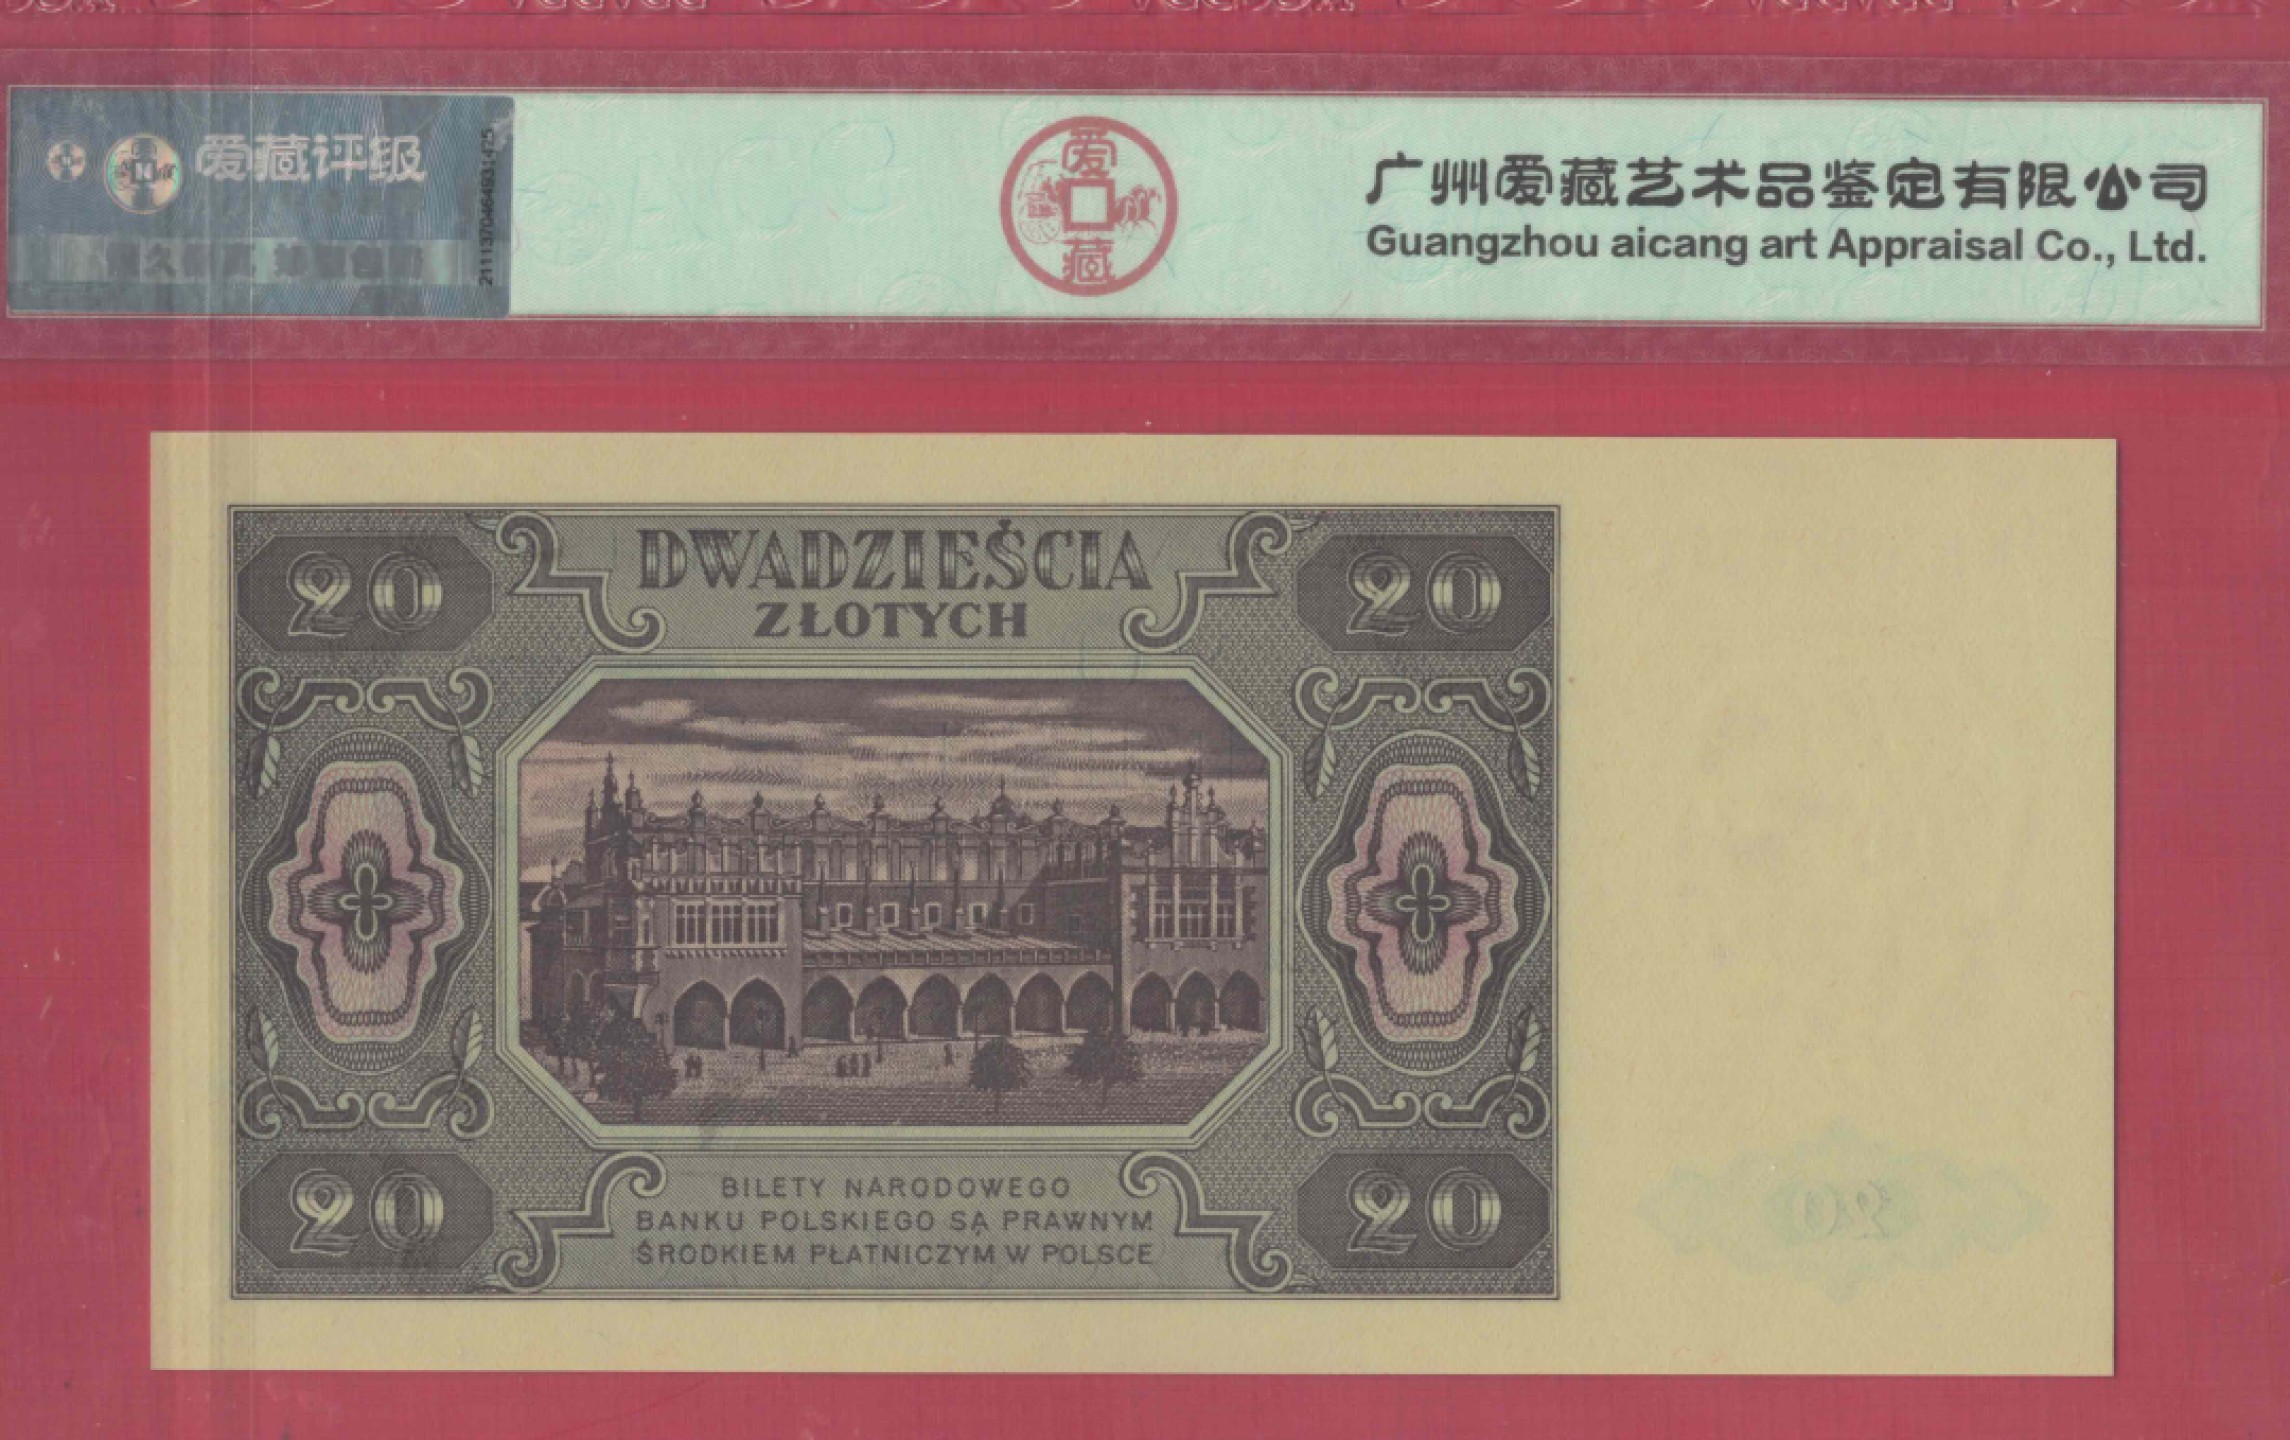 爱藏评级
2111370464931425
爱
藏
广州爱藏艺术品鉴定有限公司
Guangzhou aicang art Appraisal Co., Ltd.
20
DWADZIEŚCIA
ZŁOTYCH
20
20
BILETY NARODOWEGO
BANKU POLSKIEGO SĄ PRAWNYM
ŚRODKIEM PŁATNICZYM W POLSCE
20
20